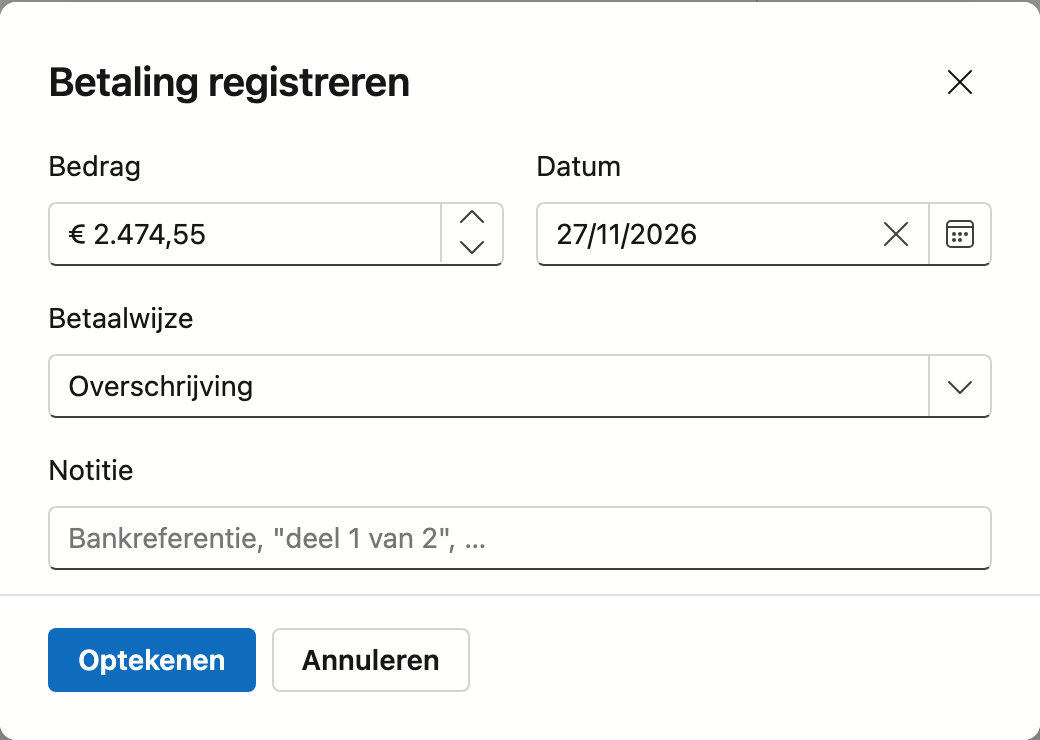 Betaling registreren
Bedrag
Datum
€ 2.474,55
27/11/2026
Betaalwijze
Overschrijving
Notitie
Bankreferentie, "deel 1 van 2", ...
Optekenen
Annuleren